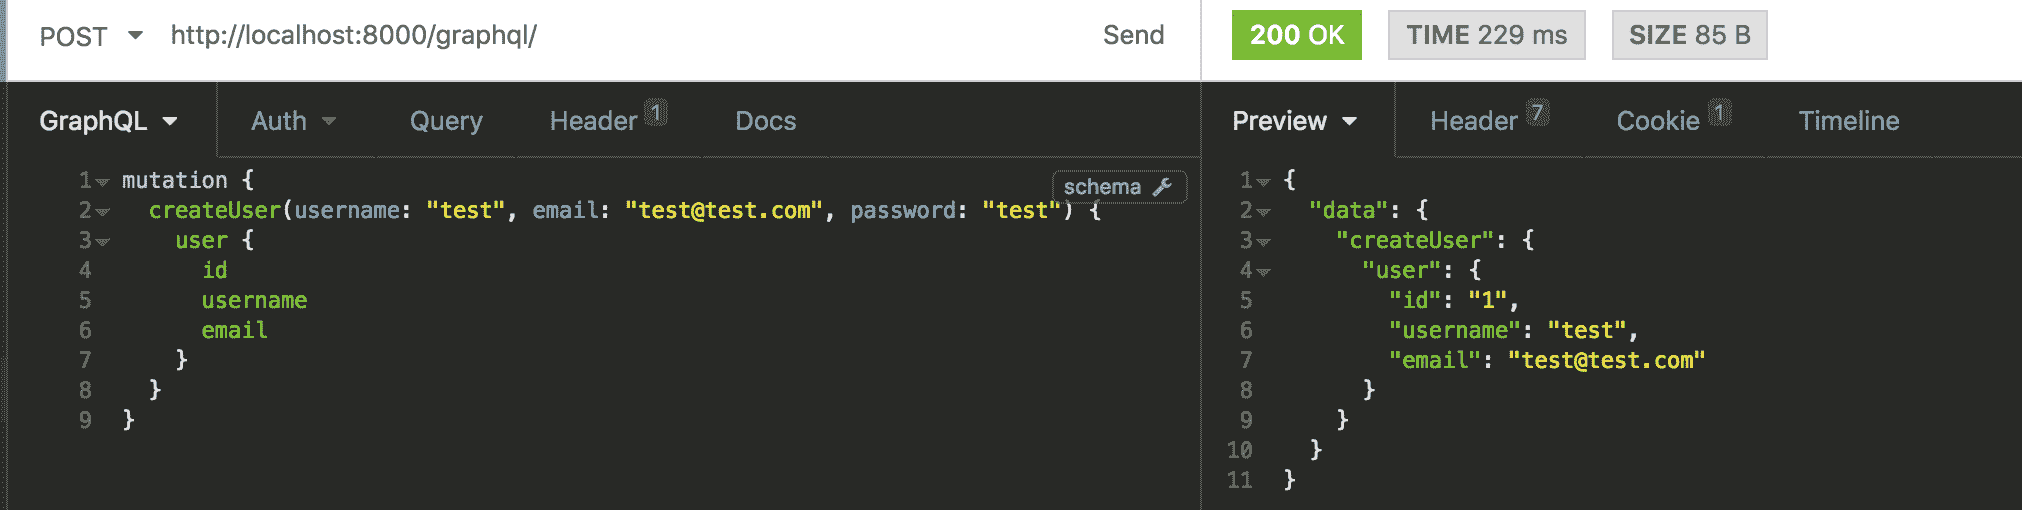 POST http://localhost:8000/graphql/ Send
200 OK TIME 229 ms SIZE 85 B
GraphQL Auth Query Header 1 Docs
schema
1 mutation {
2 createUser(username: "test", email: "test@test.com", password: "test") {
3 user {
4 id
5 username
6 email
7 }
8 }
9 }
Preview Header 7 Cookie 1 Timeline
1 {
2 "data": {
3 "createUser": {
4 "user": {
5 "id": "1",
6 "username": "test",
7 "email": "test@test.com"
8 }
9 }
10 }
11 }